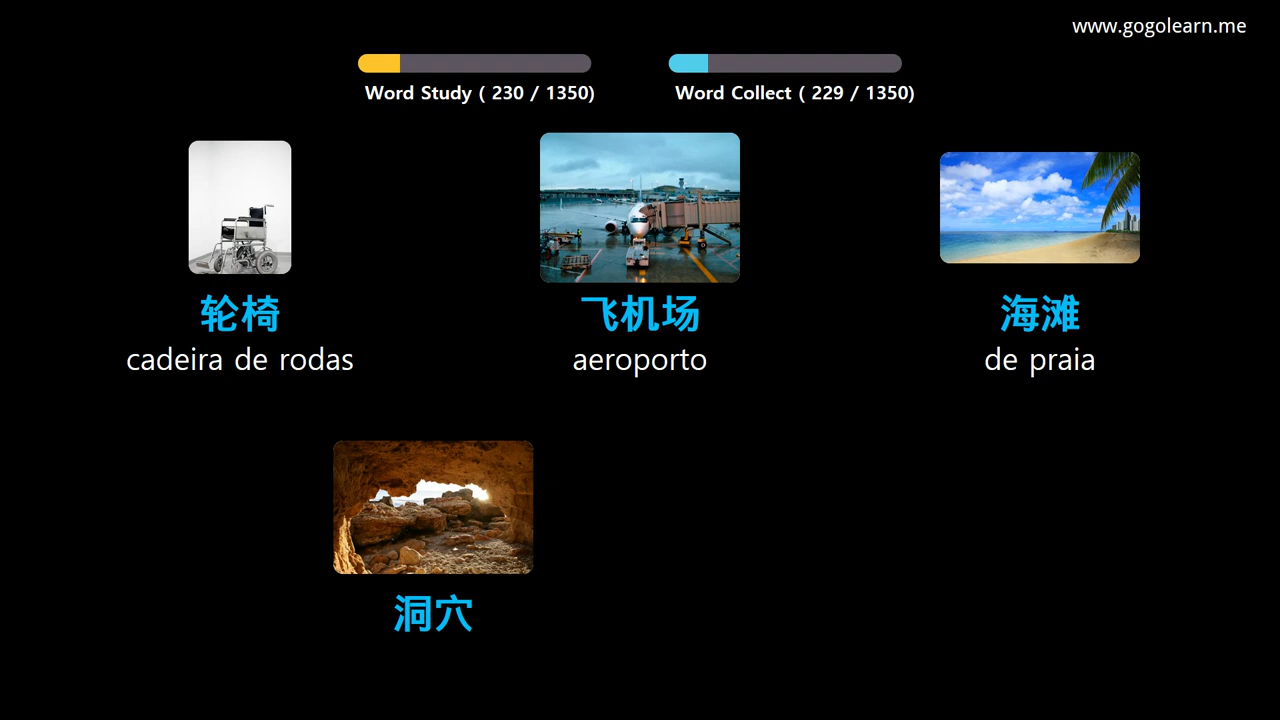 www.gogolearn.me
Word Study ( 230 / 1350)
Word Collect ( 229 / 1350)
轮椅
cadeira de rodas
飞机场
aeroporto
海滩
de praia
洞穴